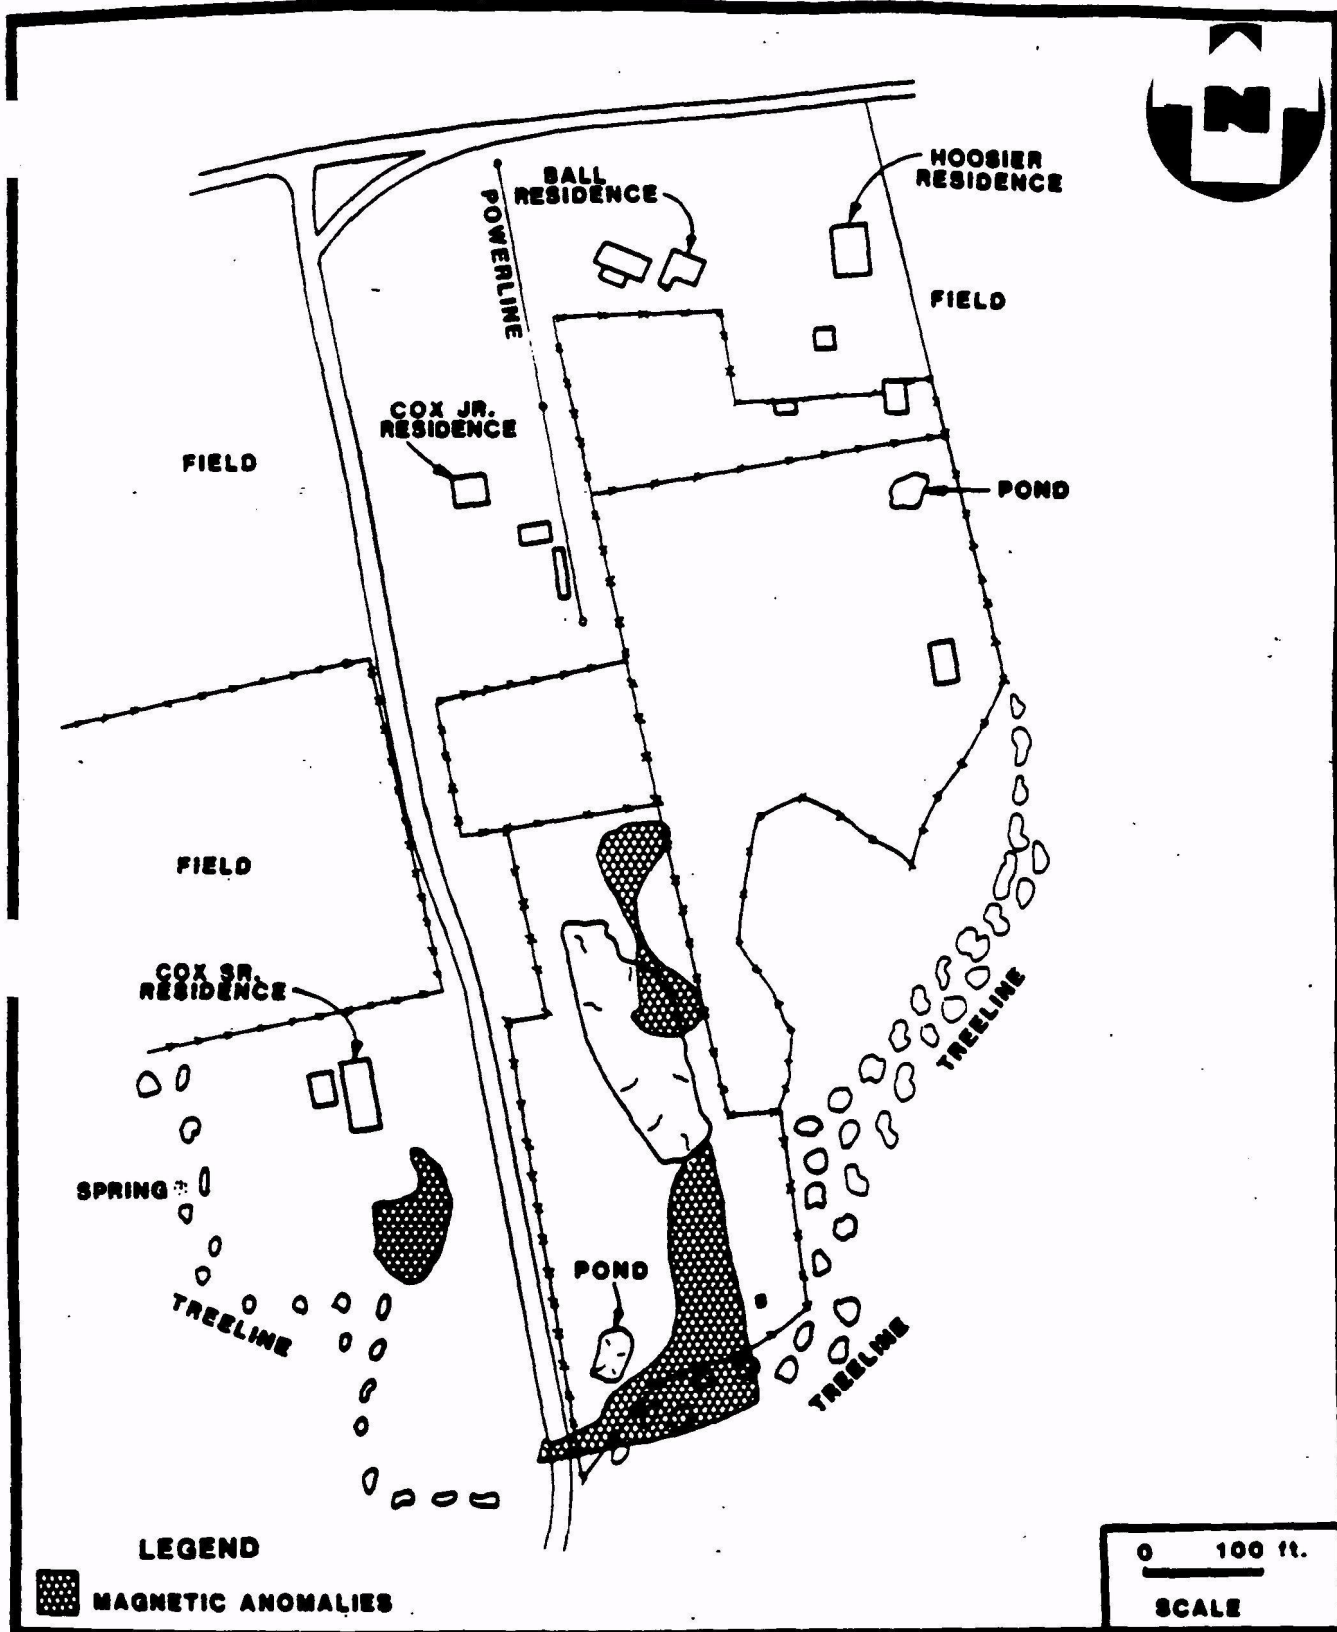 N
HOOSIER
RESIDENCE
BALL
RESIDENCE
POWERLINE
FIELD
COX JR.
RESIDENCE
FIELD
POND
FIELD
COX SR.
RESIDENCE
TREELINE
SPRING
POND
TREELINE
TREELINE
LEGEND
MAGNETIC ANOMALIES
0 100 ft.
SCALE